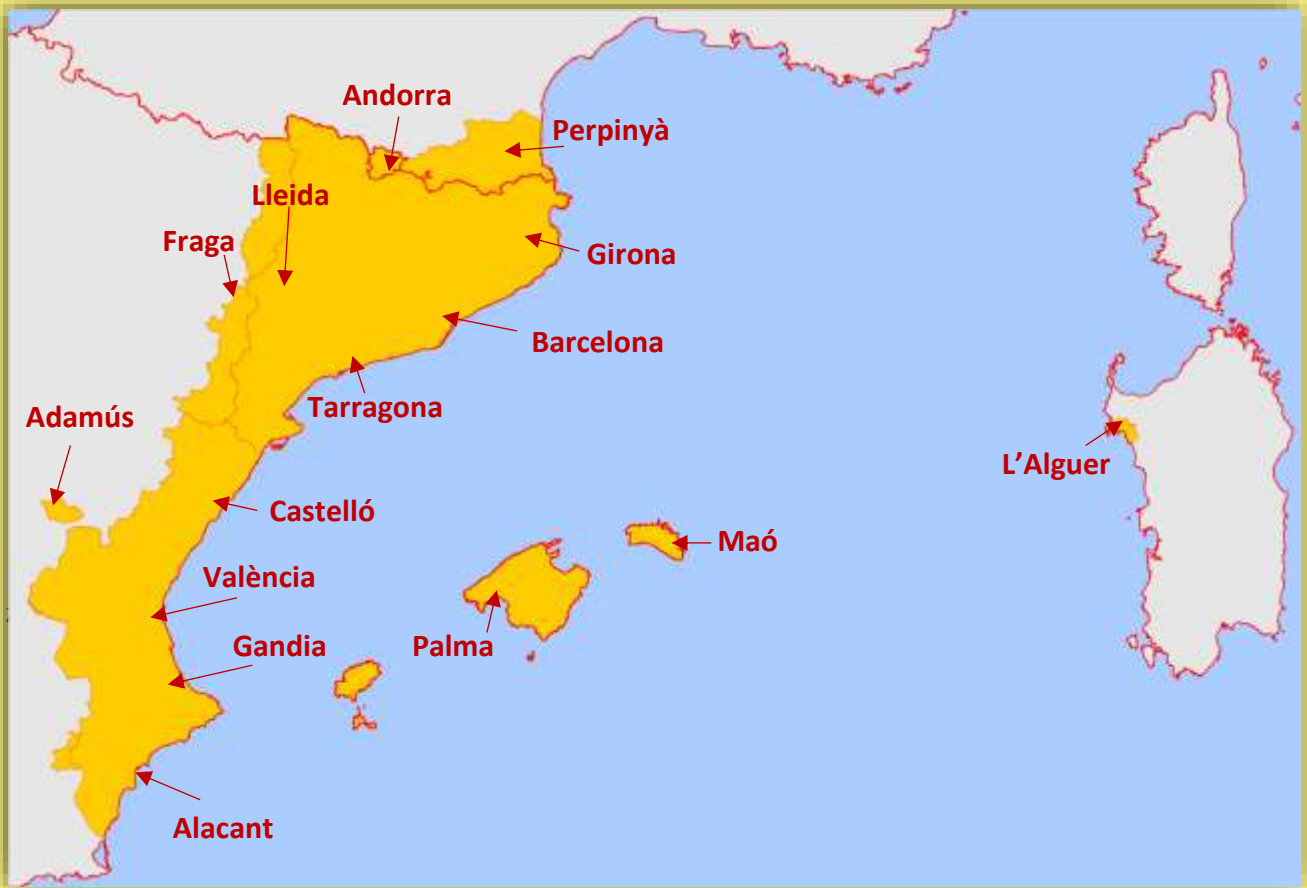 Andorra
Perpinyà
Lleida
Fraga
Girona
Barcelona
Tarragona
Adamús
L'Alguer
Castelló
Maó
València
Gandia
Palma
Alacant